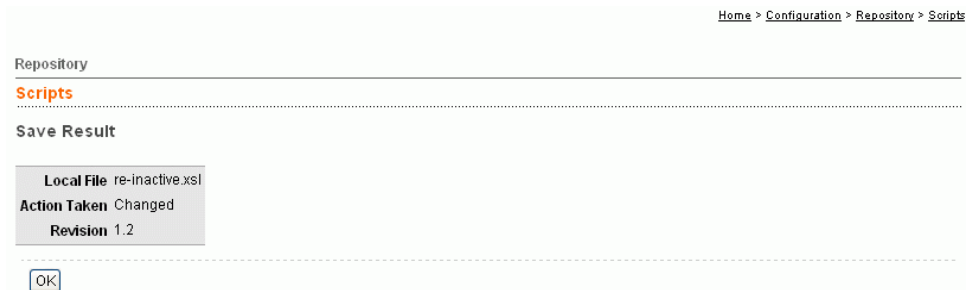 Home > Configuration > Repository > Scripts
Repository
Scripts
Save Result
Local File re-inactive.xsl
Action Taken Changed
Revision 1.2
OK